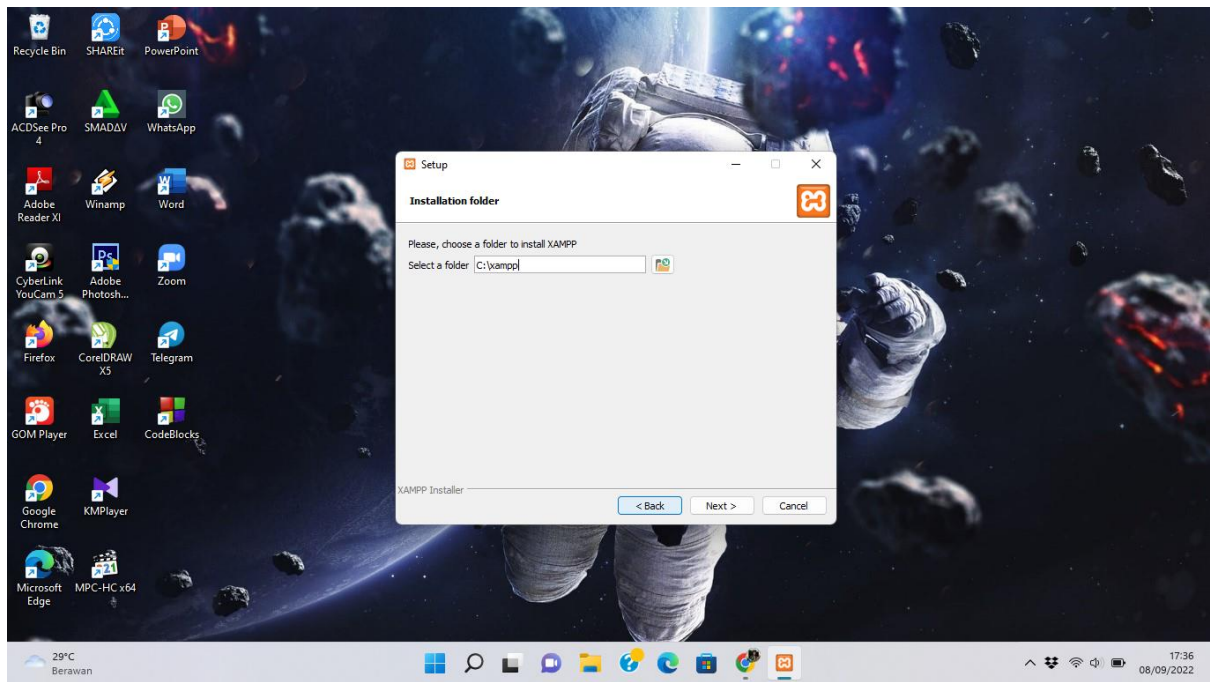 Recycle Bin
SHAREit
PowerPoint
ACDSee Pro
4
SMADΔV
WhatsApp
Adobe
Reader XI
Winamp
Word
CyberLink
YouCam 5
Adobe
Photosh...
Zoom
Firefox
CorelDRAW
X5
Telegram
GOM Player
Excel
CodeBlocks
Google
Chrome
KMPlayer
Microsoft
Edge
MPC-HC x64
Setup
Installation folder
Please, choose a folder to install XAMPP
Select a folder C:\xampp
XAMPP Installer
< Back Next > Cancel
29°C
Berawan
17:36
08/09/2022